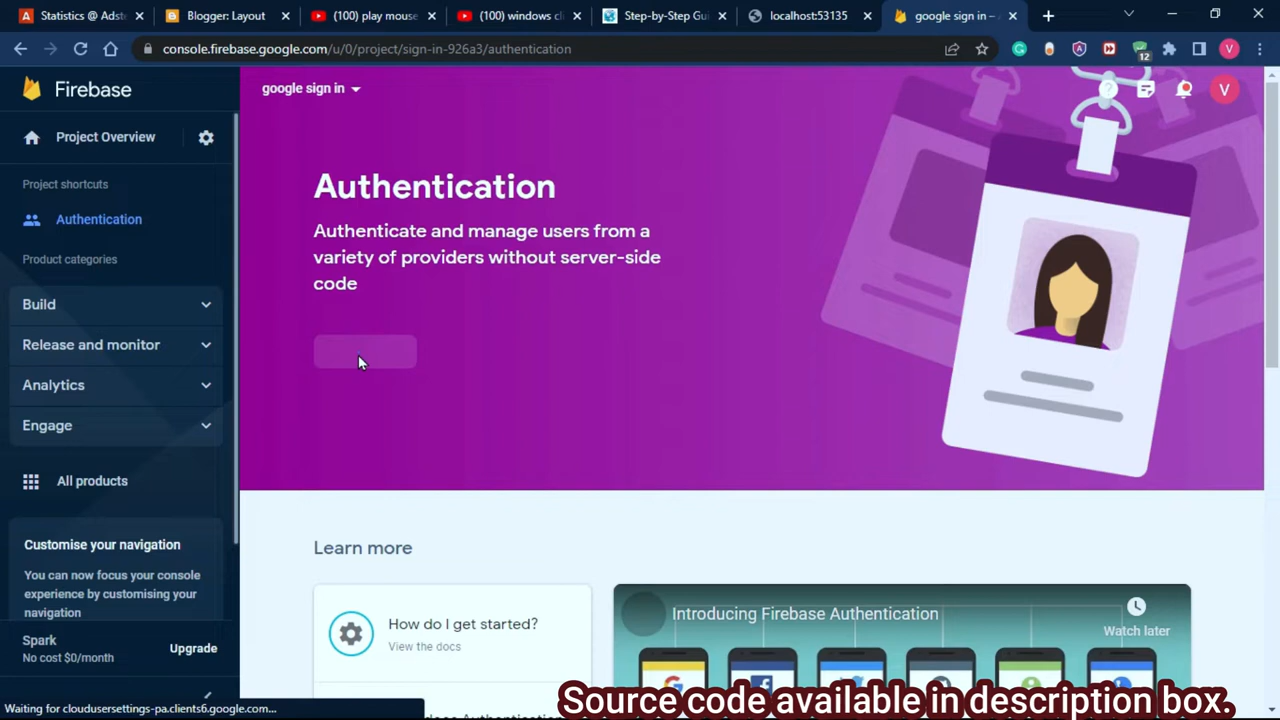 Statistics @ Adst
Blogger: Layout
(100) play mouse
(100) windows cli
Step-by-Step Gui
localhost:53135
google sign in –
console.firebase.google.com/u/0/project/sign-in-926a3/authentication
12
V
Firebase
google sign in
V
Project Overview
Project shortcuts
Authentication
Product categories
Build
Release and monitor
Analytics
Engage
All products
Customise your navigation
You can now focus your console
experience by customising your
navigation
Spark
No cost $0/month
Upgrade
Authentication
Authenticate and manage users from a
variety of providers without server-side
code
Learn more
How do I get started?
View the docs
Introducing Firebase Authentication
Watch later
Waiting for cloudusersettings-pa.clients6.google.com...
Source code available in description box.